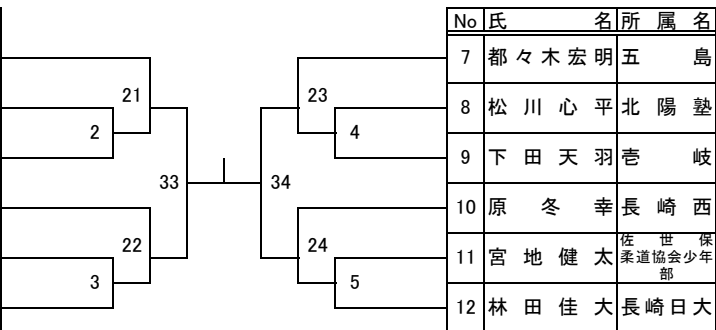 No 氏名 所属名
7 都々木宏明 五島
21 23
8 松川心平 北陽塾
2 4
9 下田天羽 壱岐
33 34
10 原冬幸 長崎西
22 24
11 宮地健太 佐世保
柔道協会少年
部
3 5
12 林田佳大 長崎日大